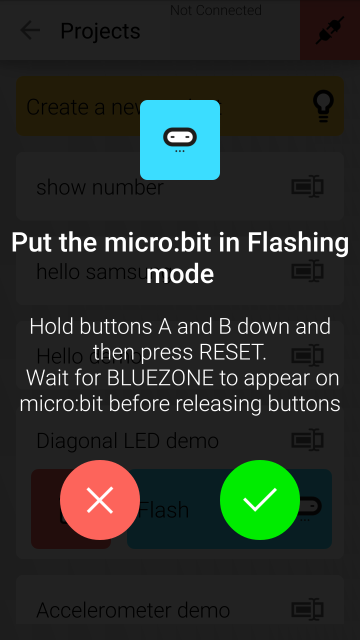 Not Connected
Projects
Create a new
show number
Put the micro:bit in Flashing
mode
hello samsu
Hold buttons A and B down and
then press RESET.
Hello demo
Wait for BLUEZONE to appear on
micro:bit before releasing buttons
Diagonal LED demo
Flash
Accelerometer demo